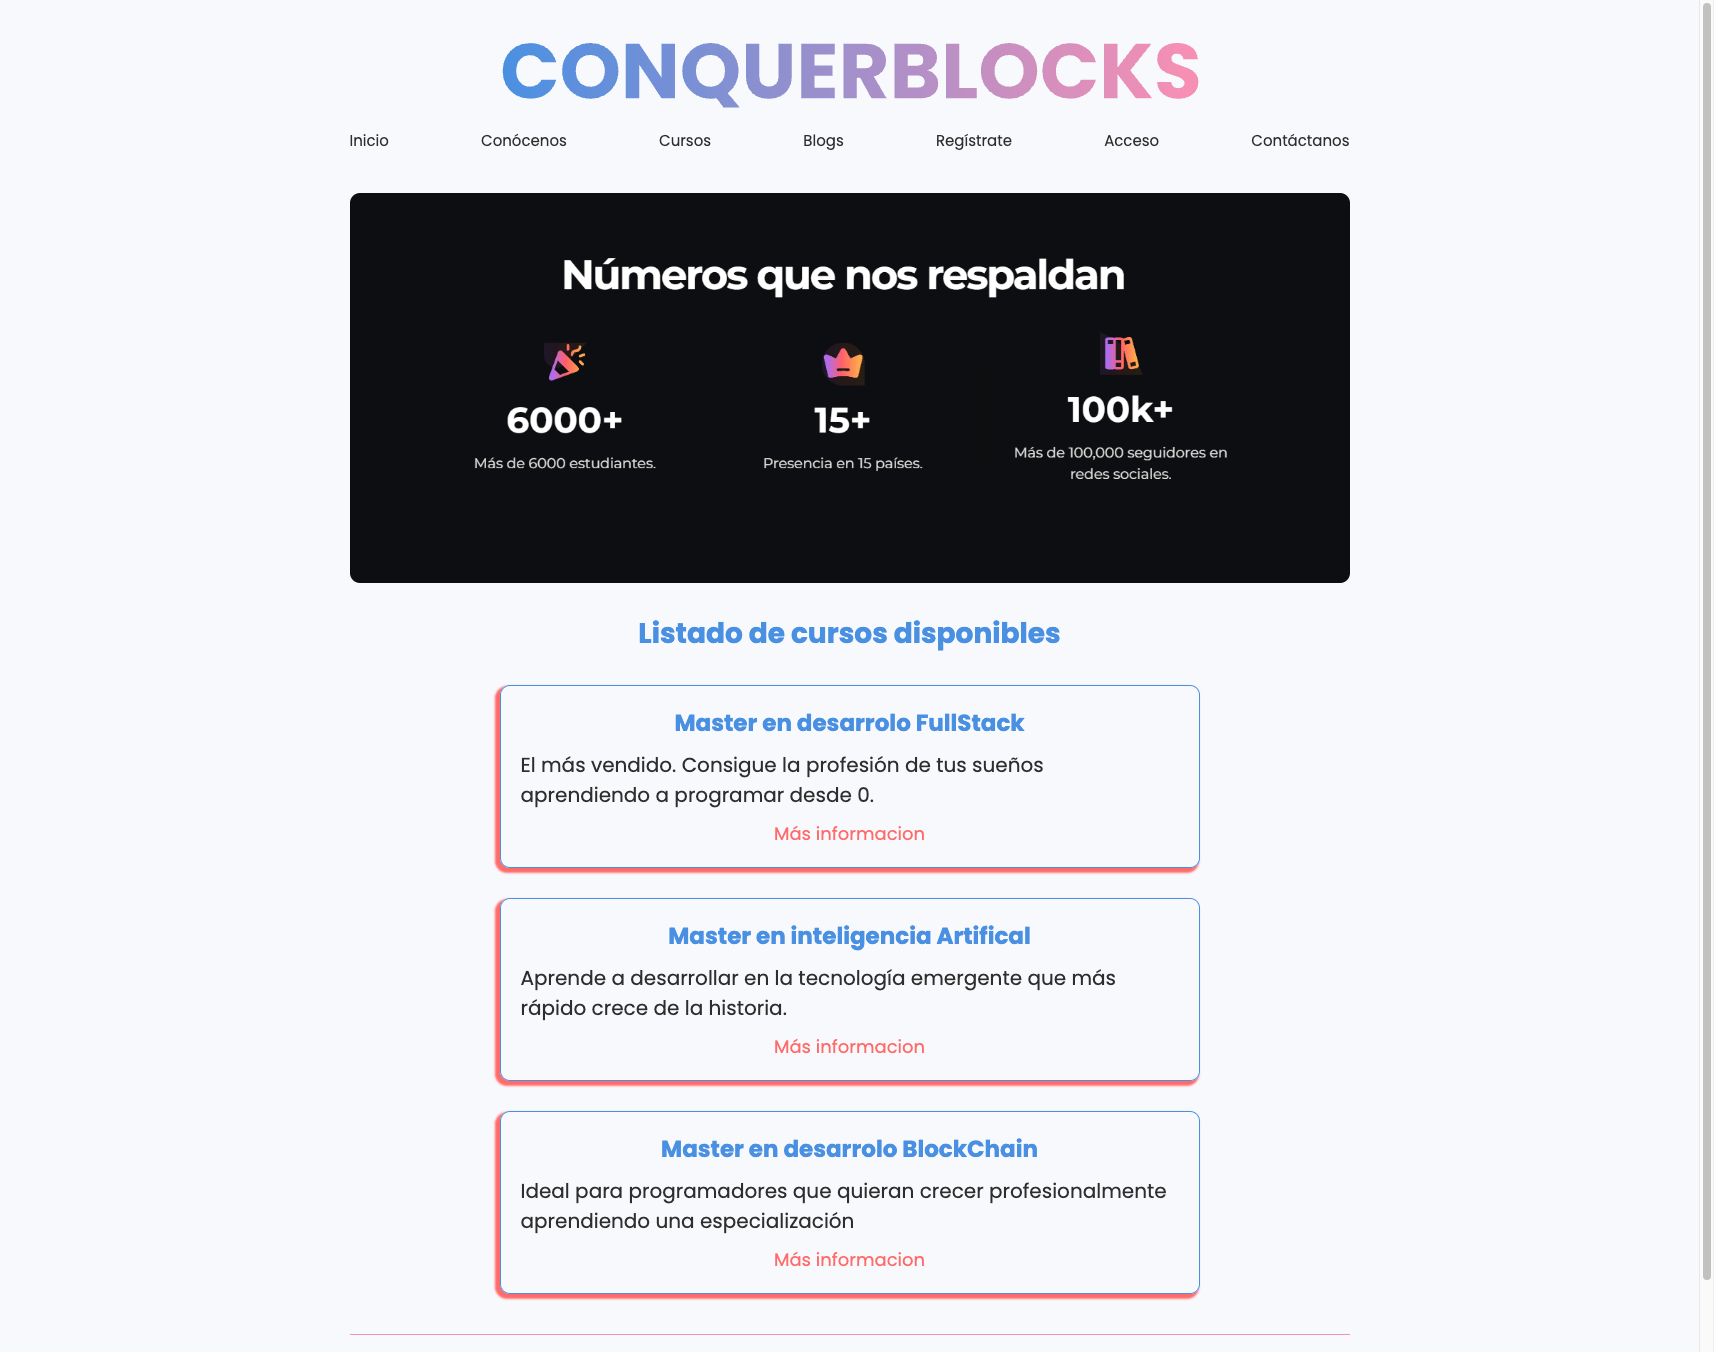 CONQUERBLOCKS
Inicio Conócenos Cursos Blogs Regístrate Acceso Contáctanos
Números que nos respaldan
6000+
Más de 6000 estudiantes.
15+
Presencia en 15 países.
100k+
Más de 100,000 seguidores en
redes sociales.
Listado de cursos disponibles
Master en desarrolo FullStack
El más vendido. Consigue la profesión de tus sueños
aprendiendo a programar desde 0.
Más informacion
Master en inteligencia Artifical
Aprende a desarrollar en la tecnología emergente que más
rápido crece de la historia.
Más informacion
Master en desarrolo BlockChain
Ideal para programadores que quieran crecer profesionalmente
aprendiendo una especialización
Más informacion